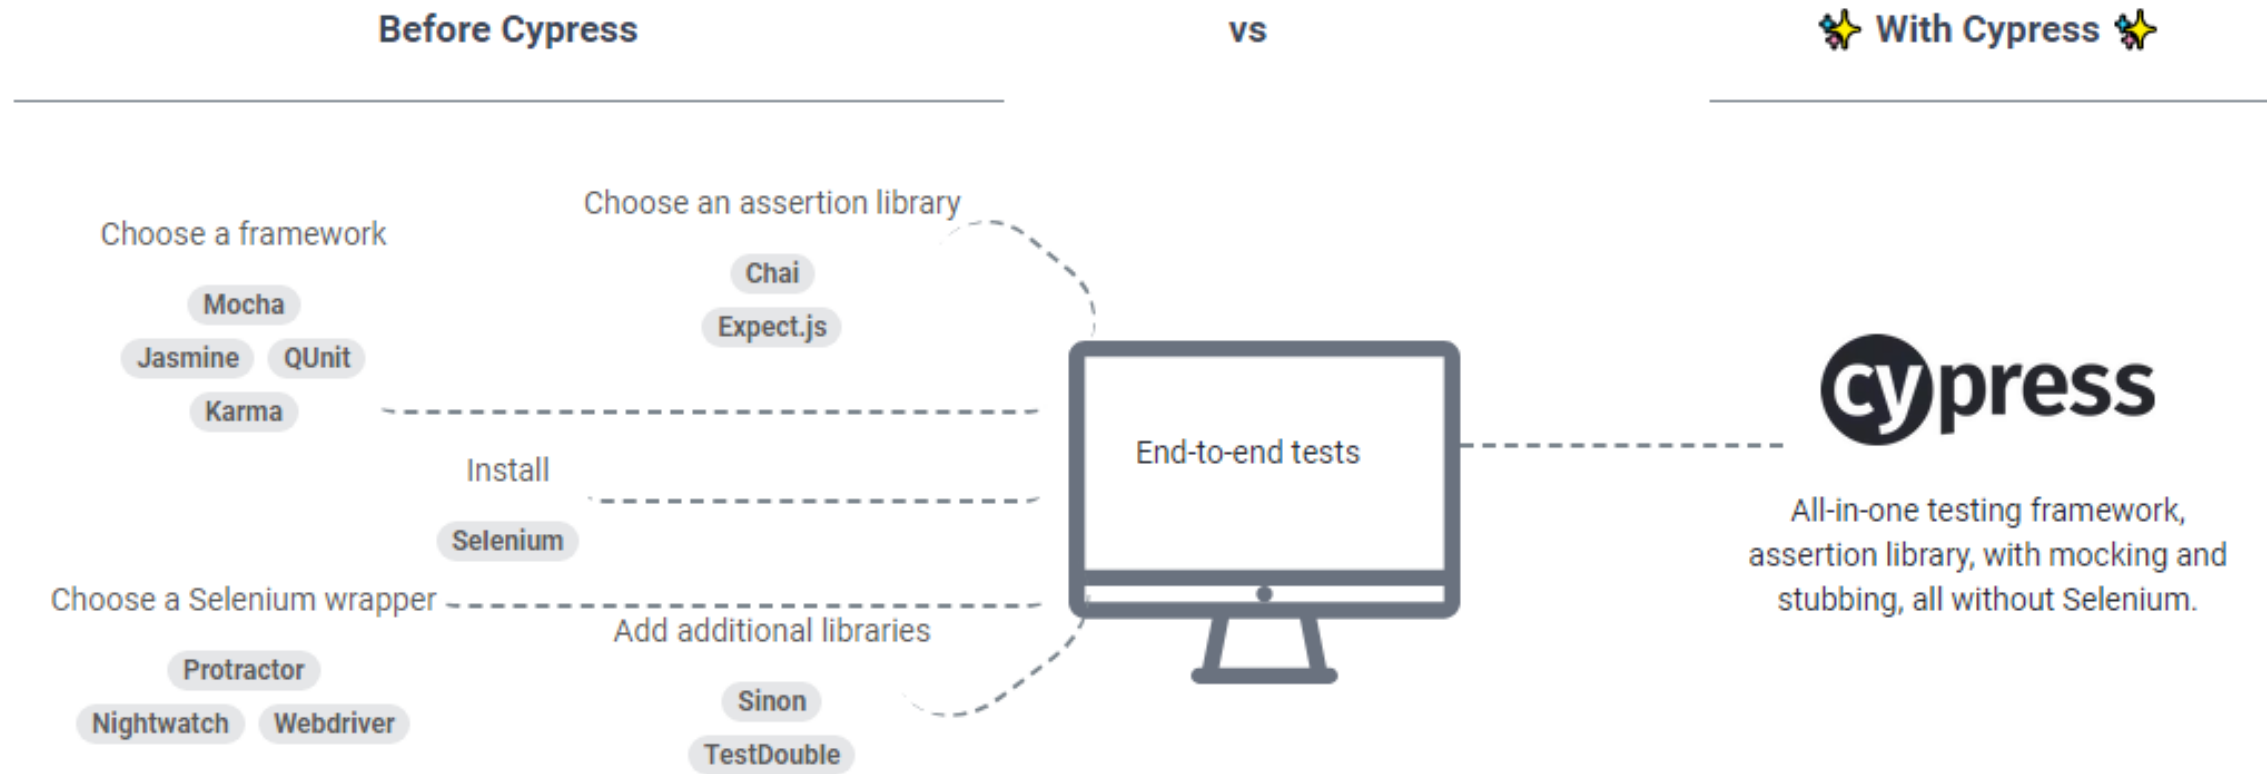 Before Cypress
vs
With Cypress
Choose a framework
Mocha
Jasmine QUnit
Karma
Choose an assertion library
Chai
Expect.js
Install
Selenium
Choose a Selenium wrapper
Protractor
Nightwatch Webdriver
Add additional libraries
Sinon
TestDouble
End-to-end tests
cypress
All-in-one testing framework,
assertion library, with mocking and
stubbing, all without Selenium.